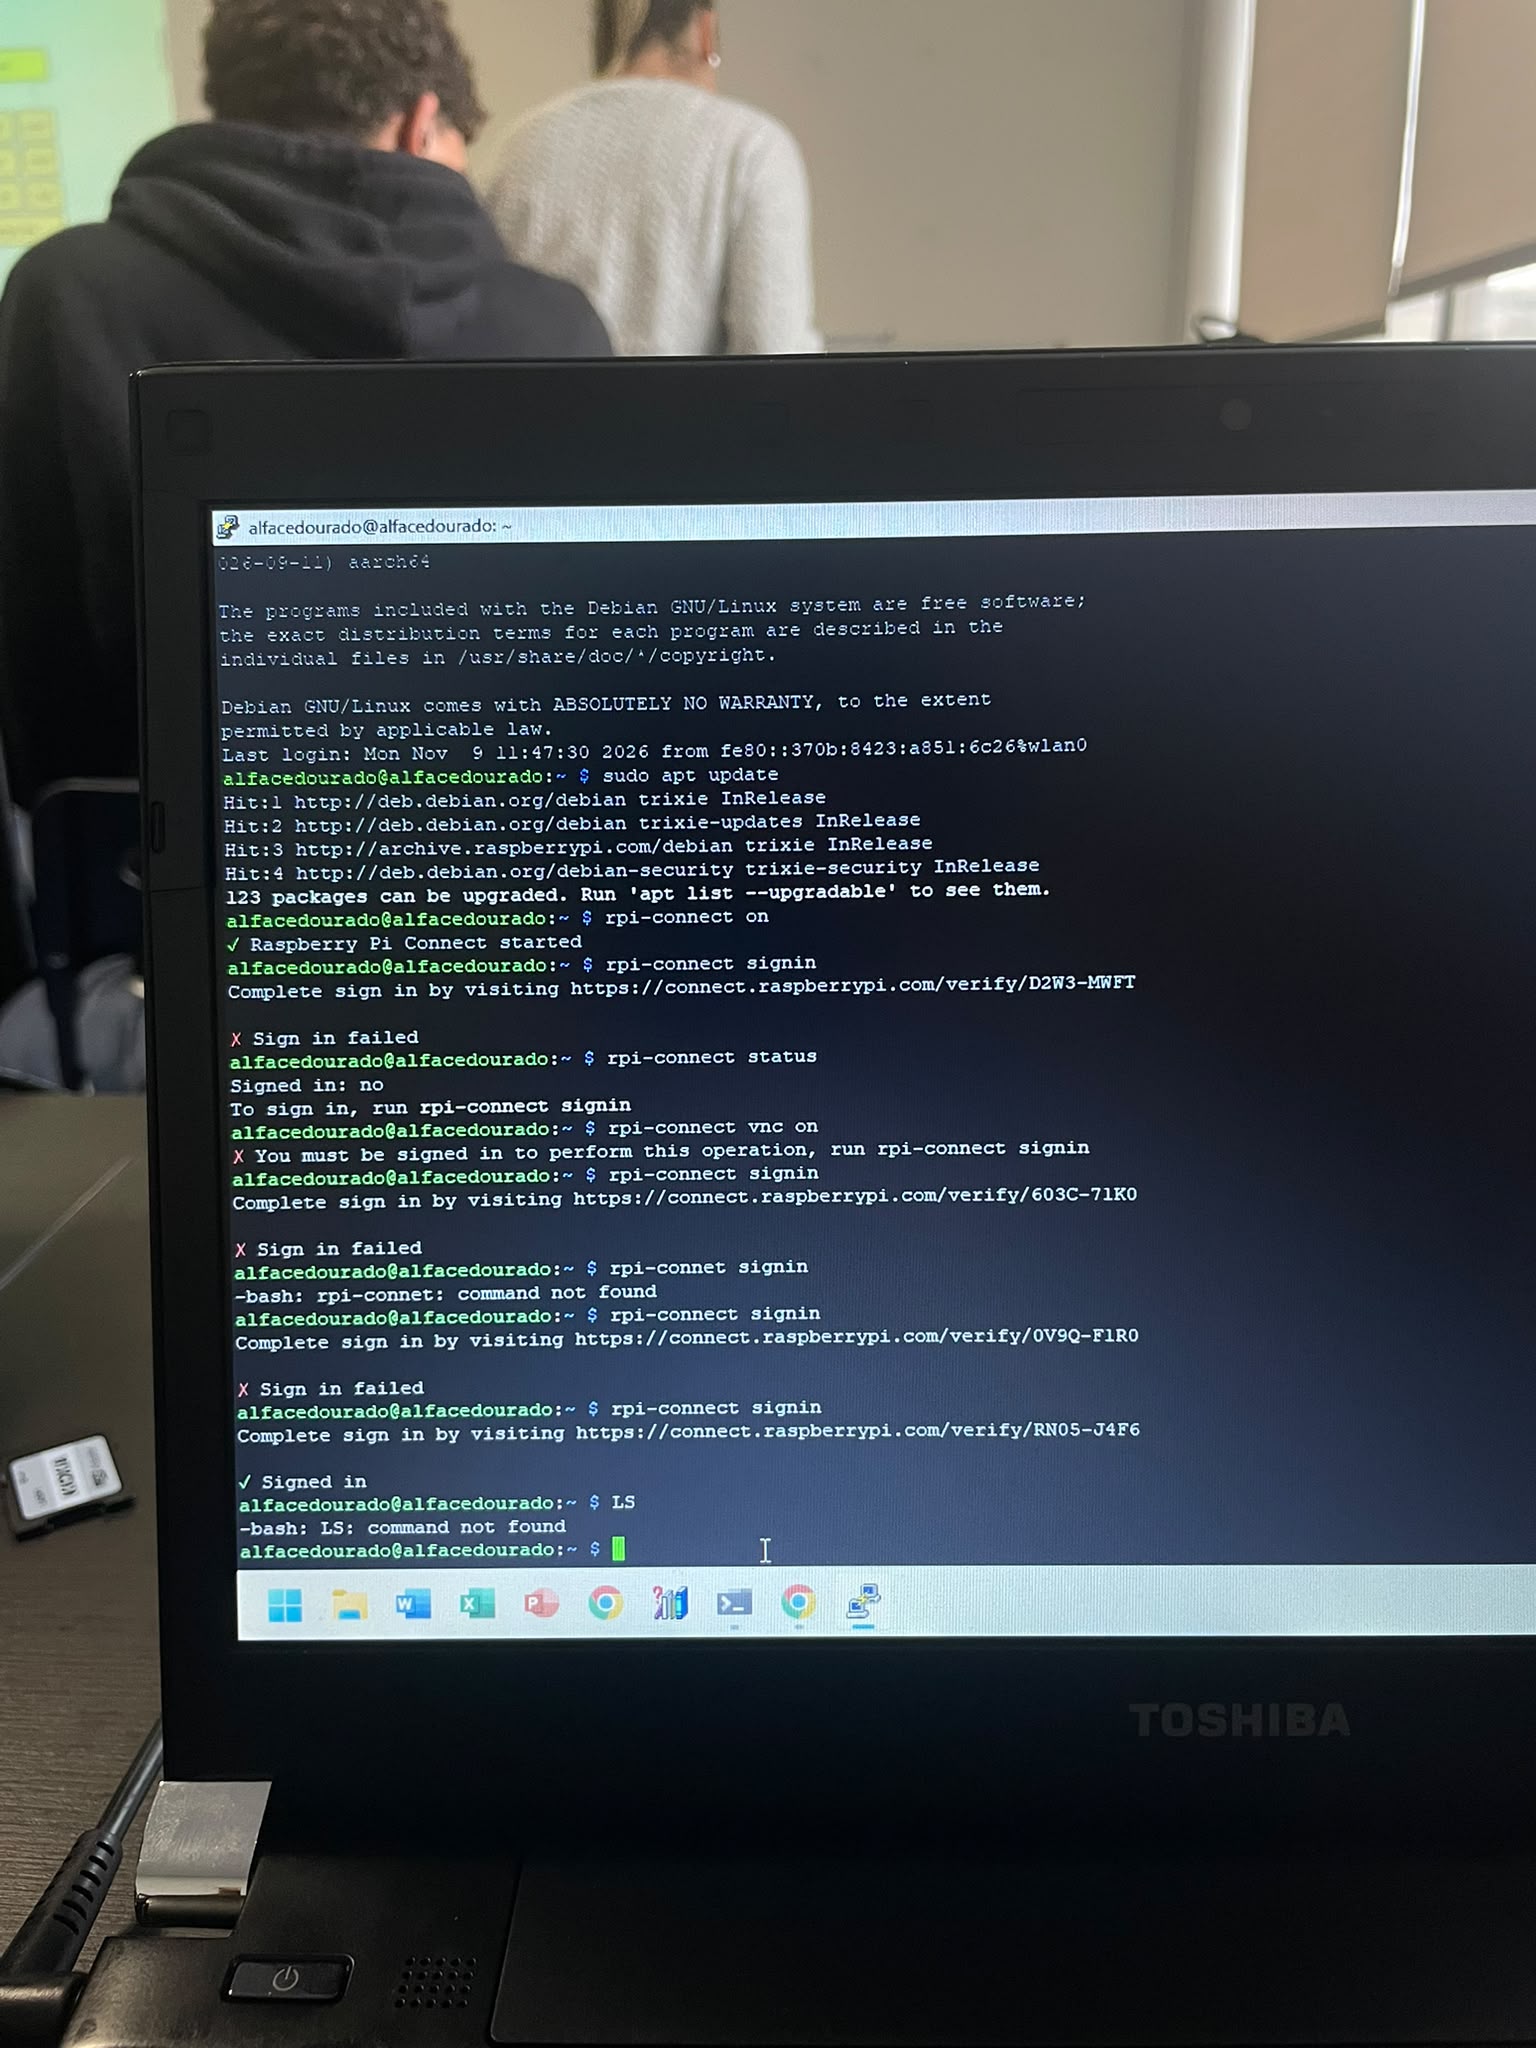 alfacedourado@alfacedourado: ~
026-09-11) aarch64
The programs included with the Debian GNU/Linux system are free software;
the exact distribution terms for each program are described in the
individual files in /usr/share/doc/*/copyright.
Debian GNU/Linux comes with ABSOLUTELY NO WARRANTY, to the extent
permitted by applicable law.
Last login: Mon Nov  9 11:47:30 2026 from fe80::370b:8423:a851:6c26%wlan0
alfacedourado@alfacedourado:~ $ sudo apt update
Hit:1 http://deb.debian.org/debian trixie InRelease
Hit:2 http://deb.debian.org/debian trixie-updates InRelease
Hit:3 http://archive.raspberrypi.com/debian trixie InRelease
Hit:4 http://deb.debian.org/debian-security trixie-security InRelease
123 packages can be upgraded. Run 'apt list --upgradable' to see them.
alfacedourado@alfacedourado:~ $ rpi-connect on
✓ Raspberry Pi Connect started
alfacedourado@alfacedourado:~ $ rpi-connect signin
Complete sign in by visiting https://connect.raspberrypi.com/verify/D2W3-MWFT
✗ Sign in failed
alfacedourado@alfacedourado:~ $ rpi-connect status
Signed in: no
To sign in, run rpi-connect signin
alfacedourado@alfacedourado:~ $ rpi-connect vnc on
✗ You must be signed in to perform this operation, run rpi-connect signin
alfacedourado@alfacedourado:~ $ rpi-connect signin
Complete sign in by visiting https://connect.raspberrypi.com/verify/603C-71K0
✗ Sign in failed
alfacedourado@alfacedourado:~ $ rpi-connet signin
-bash: rpi-connet: command not found
alfacedourado@alfacedourado:~ $ rpi-connect signin
Complete sign in by visiting https://connect.raspberrypi.com/verify/0V9Q-F1R0
✗ Sign in failed
alfacedourado@alfacedourado:~ $ rpi-connect signin
Complete sign in by visiting https://connect.raspberrypi.com/verify/RN05-J4F6
✓ Signed in
alfacedourado@alfacedourado:~ $ LS
-bash: LS: command not found
alfacedourado@alfacedourado:~ $
TOSHIBA